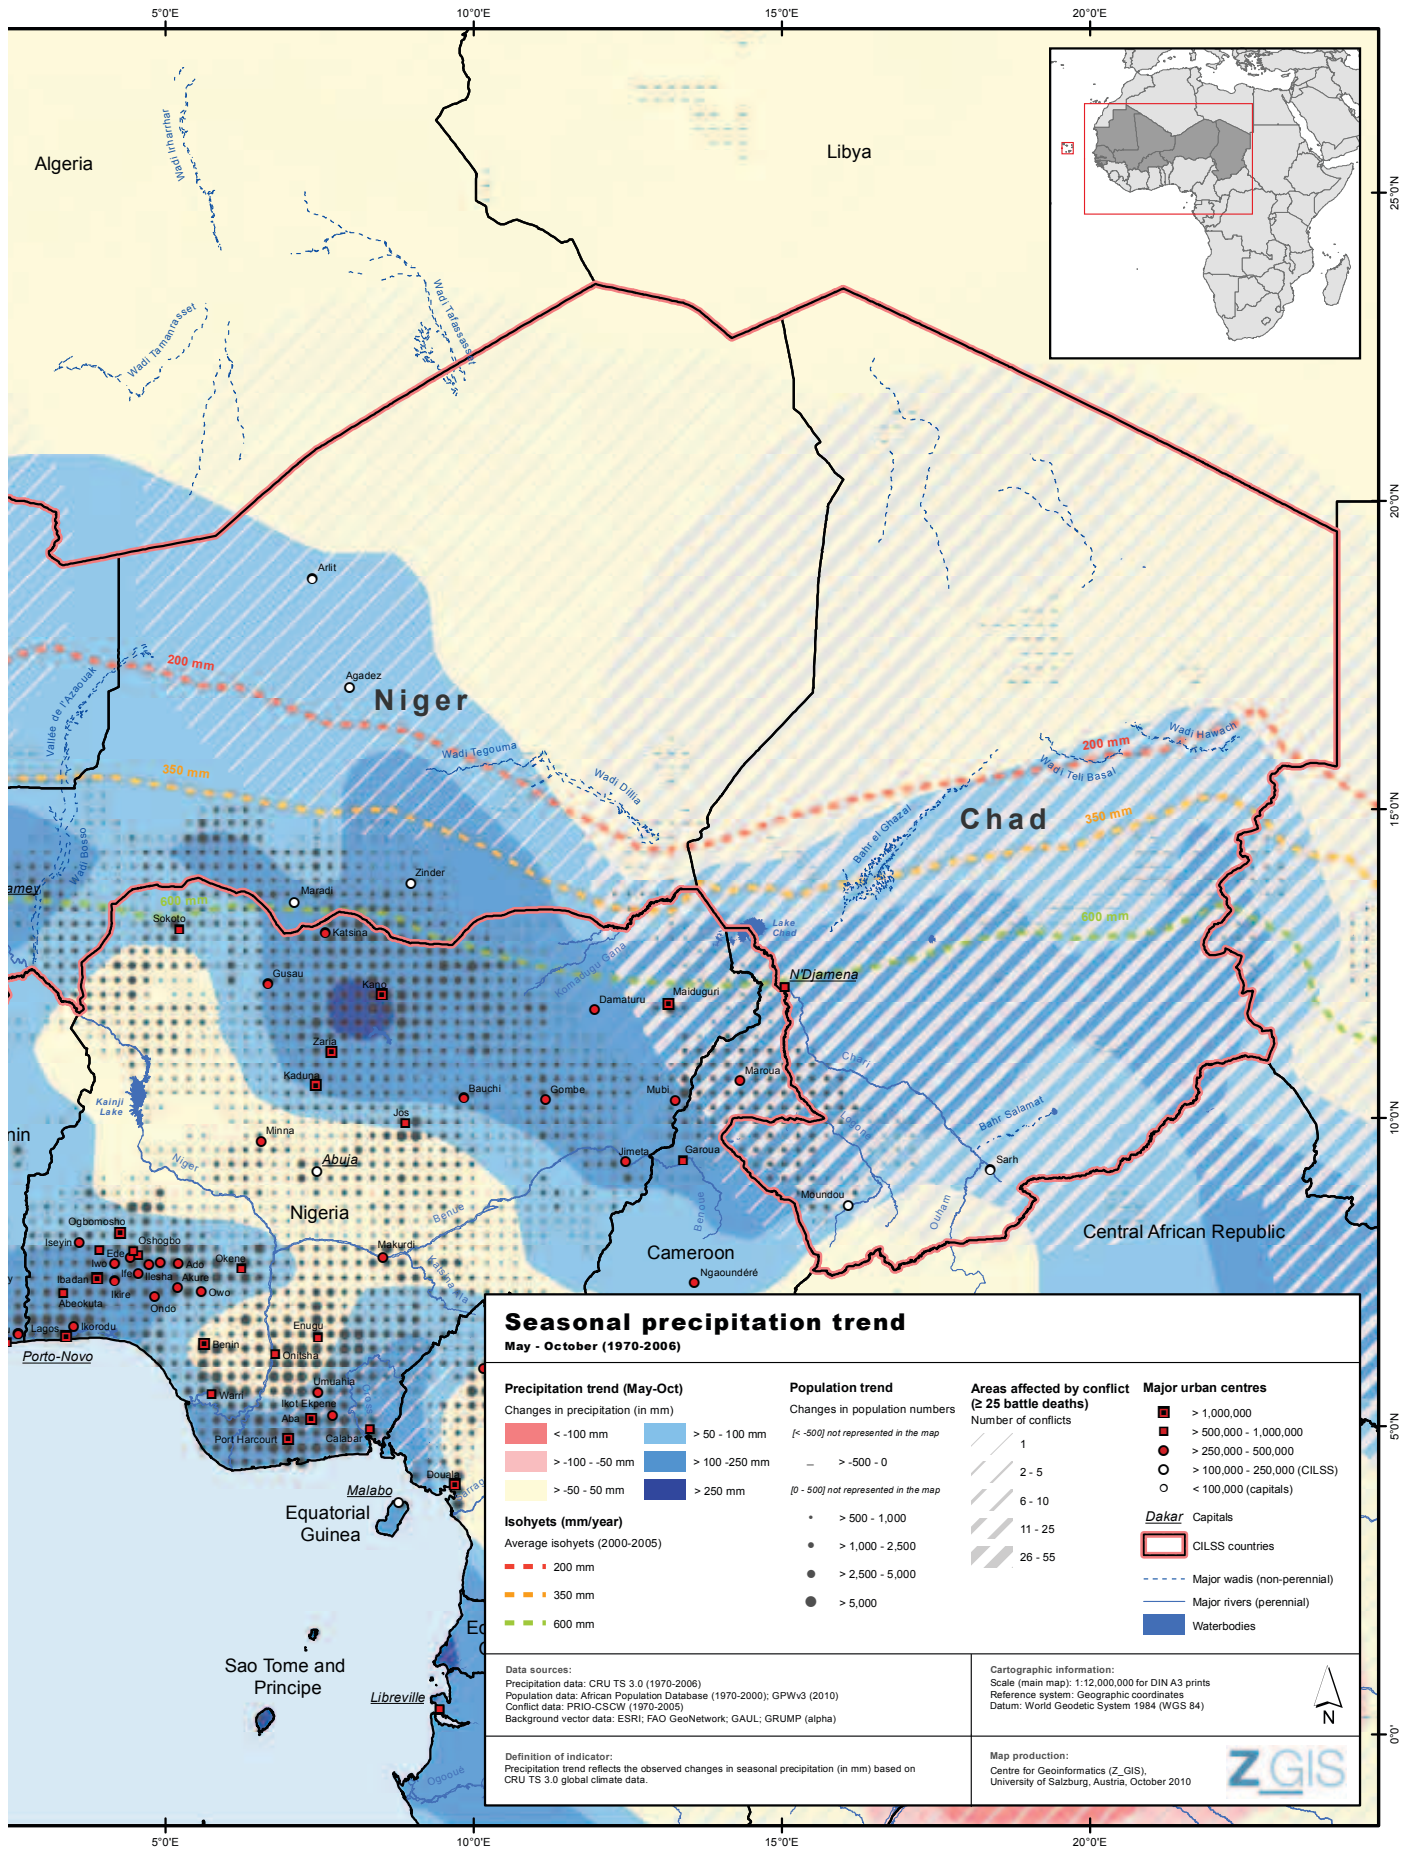 5°0'E
10°0'E
15°0'E
20°0'E
Algeria
Libya
Wadi Irharrhar
Wadi Tafassasset
Wadi Tamanrasset
25°0'N
20°0'N
15°0'N
10°0'N
5°0'N
0°0'
Arlit
200 mm
Agadez
Niger
Vallée de l'Azaouak
Wadi Tegouma
Wadi Dillia
Wadi Hawach
200 mm
Wadi Teli Basal
350 mm
350 mm
Chad
Bahr el Ghazal
Wadi Bosso
Zinder
amey
Maradi
600 mm
600 mm
Sokoto
Katsina
Lake
Chad
Komadugu Gana
Gusau
Kano
N'Djamena
Maiduguri
Damaturu
Zaria
Chari
Kaduna
Bauchi
Gombe
Mubi
Maroua
Kainji
Lake
Jos
Logone
Bahr Salamat
nin
Minna
Niger
Abuja
Jimeta
Garoua
Sarh
Moundou
Ouham
Benoue
Nigeria
Benue
Ogbomosho
Iseyin
Oshogbo
Ede
Iwo
Makurdi
Cameroon
Central African Republic
Okene
Ado
Ife
Ilesha
Ibadan
Akure
Ngaoundéré
Katsina Ala
Ikire
Owo
Abeokuta
Ondo
Lagos
Ikorodu
Enugu
Benin
Onitsha
Porto-Novo
Umuahia
Warri
Ikot Ekpene
Cross
Aba
Port Harcourt
Calabar
Douala
Malabo
Equatorial
Guinea
Sao Tome and
Principe
Libreville
Ogoqué
Seasonal precipitation trend
May - October (1970-2006)
Precipitation trend (May-Oct)
Changes in precipitation (in mm)
< -100 mm
> -100 - -50 mm
> -50 - 50 mm
> 50 - 100 mm
> 100 -250 mm
> 250 mm
Isohyets (mm/year)
Average isohyets (2000-2005)
200 mm
350 mm
600 mm
Population trend
Changes in population numbers
[< -500] not represented in the map
> -500 - 0
[0 - 500] not represented in the map
> 500 - 1,000
> 1,000 - 2,500
> 2,500 - 5,000
> 5,000
Areas affected by conflict
(≥ 25 battle deaths)
Number of conflicts
1
2 - 5
6 - 10
11 - 25
26 - 55
Major urban centres
> 1,000,000
> 500,000 - 1,000,000
> 250,000 - 500,000
> 100,000 - 250,000 (CILSS)
< 100,000 (capitals)
Dakar Capitals
CILSS countries
Major wadis (non-perennial)
Major rivers (perennial)
Waterbodies
Data sources:
Precipitation data: CRU TS 3.0 (1970-2006)
Population data: African Population Database (1970-2000); GPWv3 (2010)
Conflict data: PRIO-CSCW (1970-2005)
Background vector data: ESRI; FAO GeoNetwork; GAUL; GRUMP (alpha)
Cartographic information:
Scale (main map): 1:12,000,000 for DIN A3 prints
Reference system: Geographic coordinates
Datum: World Geodetic System 1984 (WGS 84)
N
Definition of indicator:
Precipitation trend reflects the observed changes in seasonal precipitation (in mm) based on
CRU TS 3.0 global climate data.
Map production:
Centre for Geoinformatics (Z_GIS),
University of Salzburg, Austria, October 2010
Z_GIS
5°0'E
10°0'E
15°0'E
20°0'E